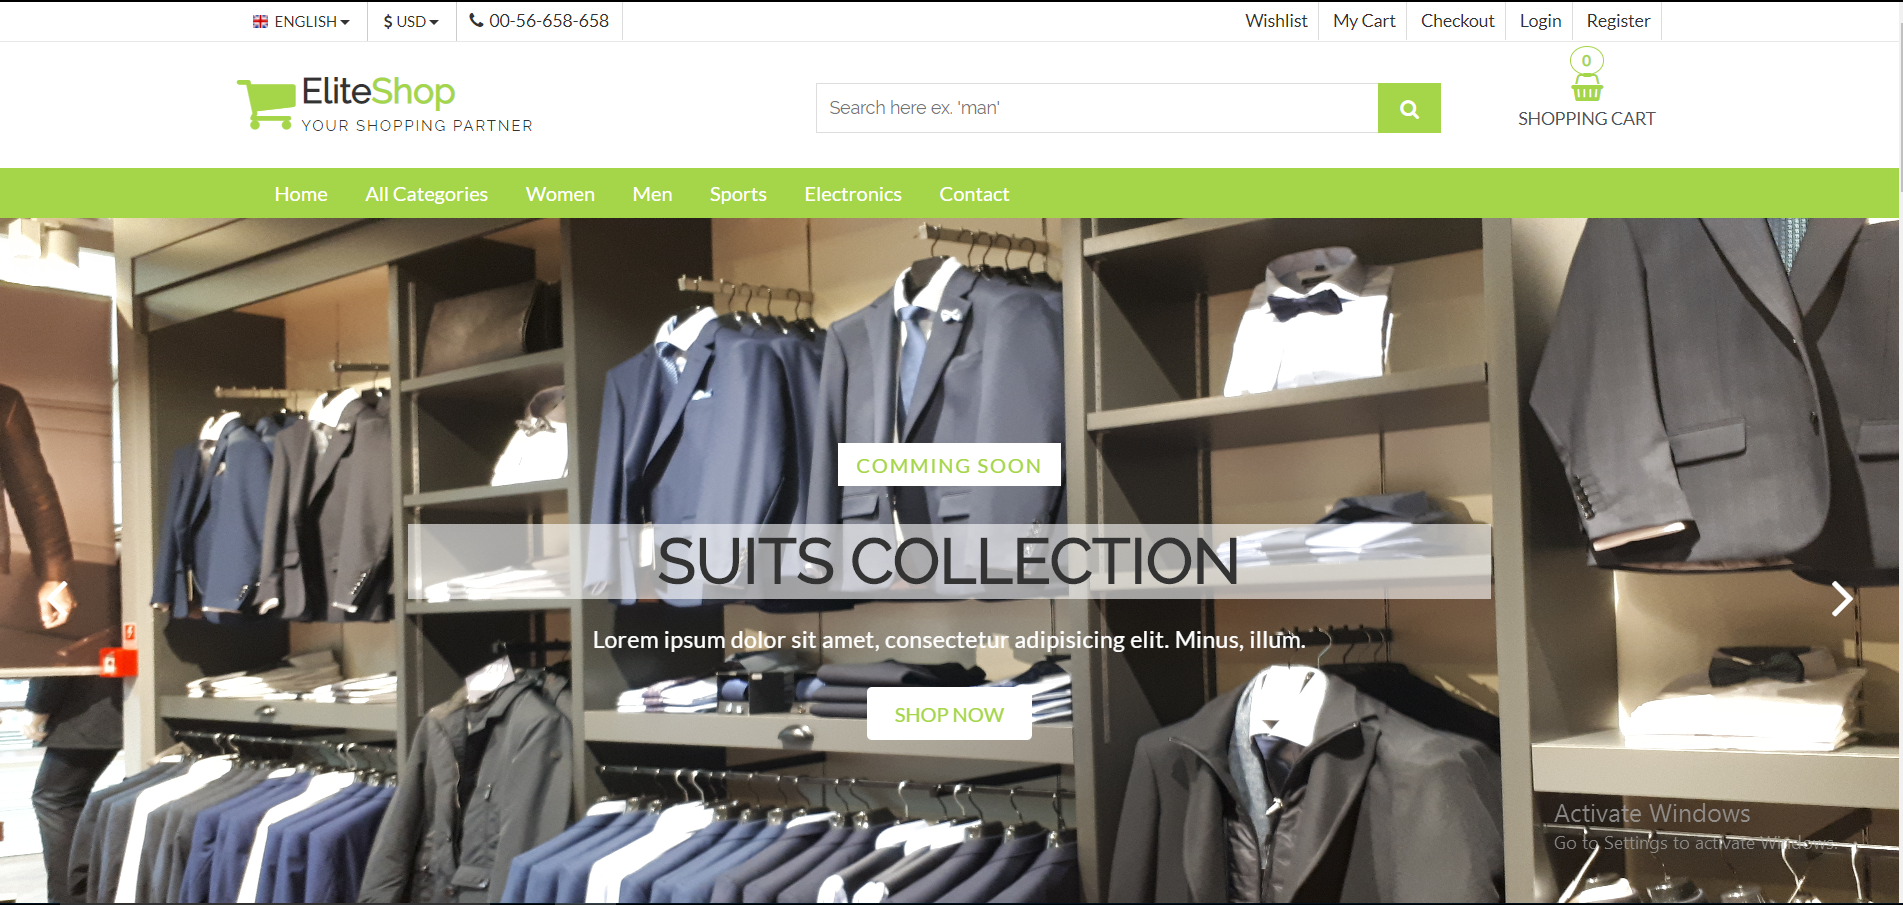 ENGLISH $ USD 00-56-658-658 Wishlist My Cart Checkout Login Register
EliteShop
YOUR SHOPPING PARTNER
Search here ex. 'man'
0
SHOPPING CART
Home All Categories Women Men Sports Electronics Contact
COMMING SOON
SUITS COLLECTION
Lorem ipsum dolor sit amet, consectetur adipisicing elit. Minus, illum.
SHOP NOW
Activate Windows
Go to Settings to activate Windows.